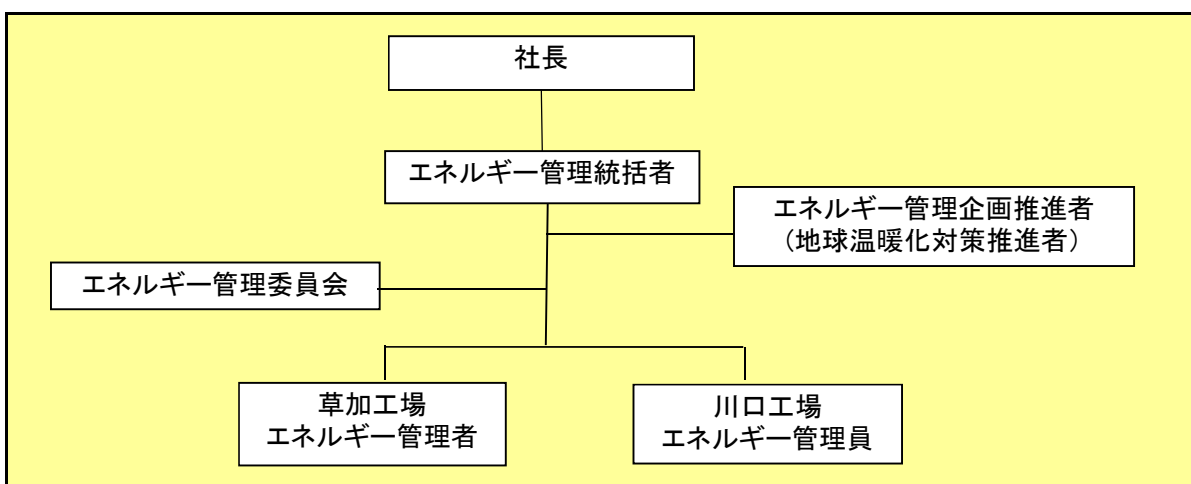 社長
エネルギー管理統括者
エネルギー管理企画推進者
(地球温暖化対策推進者)
エネルギー管理委員会
草加工場
エネルギー管理者
川口工場
エネルギー管理員